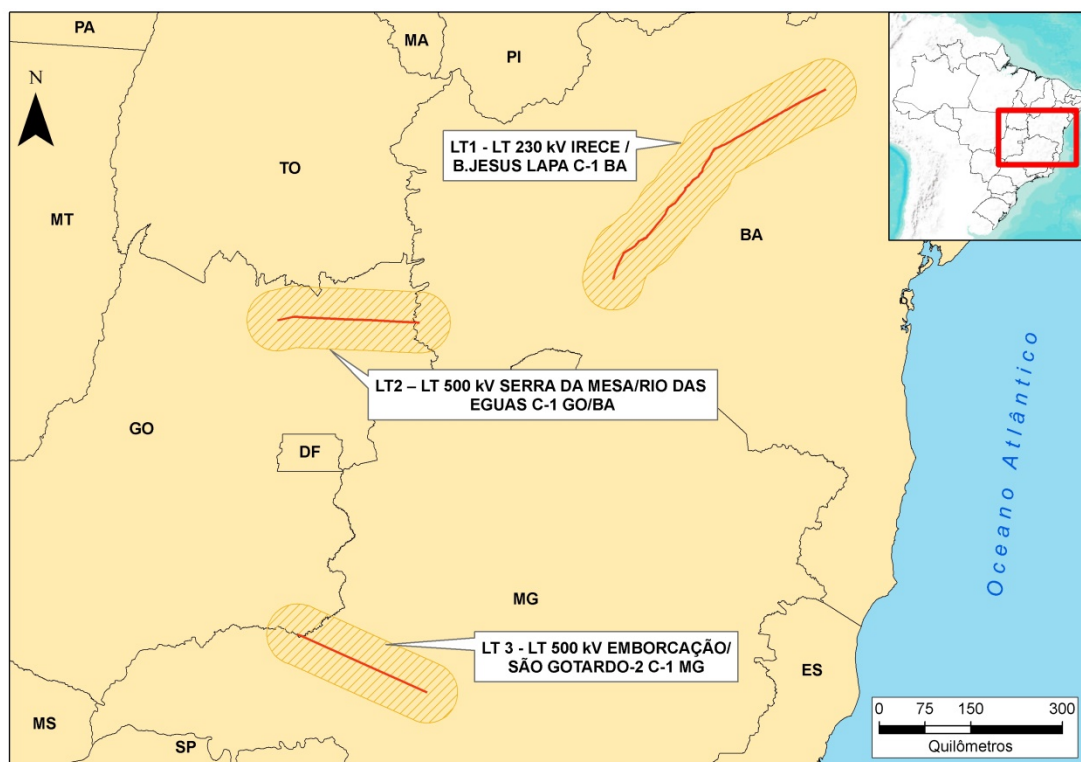 PA
MA
PI
N
LT1 - LT 230 kV IRECE /
B.JESUS LAPA C-1 BA
TO
MT
BA
LT2 – LT 500 kV SERRA DA MESA/RIO DAS
EGUAS C-1 GO/BA
GO
DF
Oceano Atlântico
MG
LT 3 - LT 500 kV EMBORCAÇÃO/
SÃO GOTARDO-2 C-1 MG
ES
MS
SP
0 75 150 300
Quilômetros